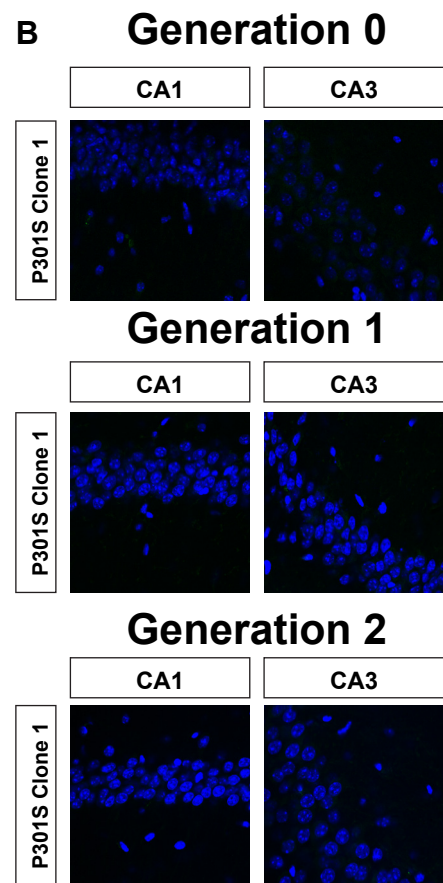 B
Generation 0
CA1 CA3
P301S Clone 1
Generation 1
CA1 CA3
P301S Clone 1
Generation 2
CA1 CA3
P301S Clone 1